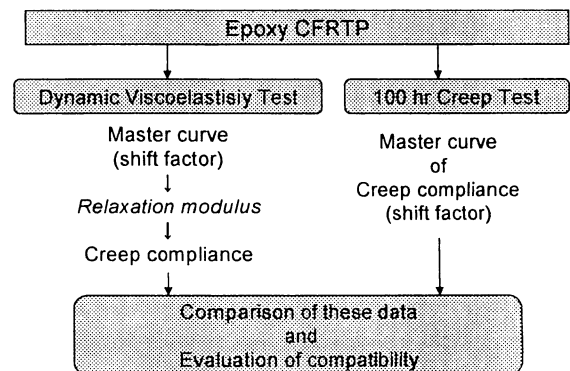 Epoxy CFRTP
Dynamic Viscoelastisiy Test
Master curve
(shift factor)
↓
Relaxation modulus
↓
Creep compliance
100 hr Creep Test
Master curve
of
Creep compliance
(shift factor)
Comparison of these data
and
Evaluation of compatibility